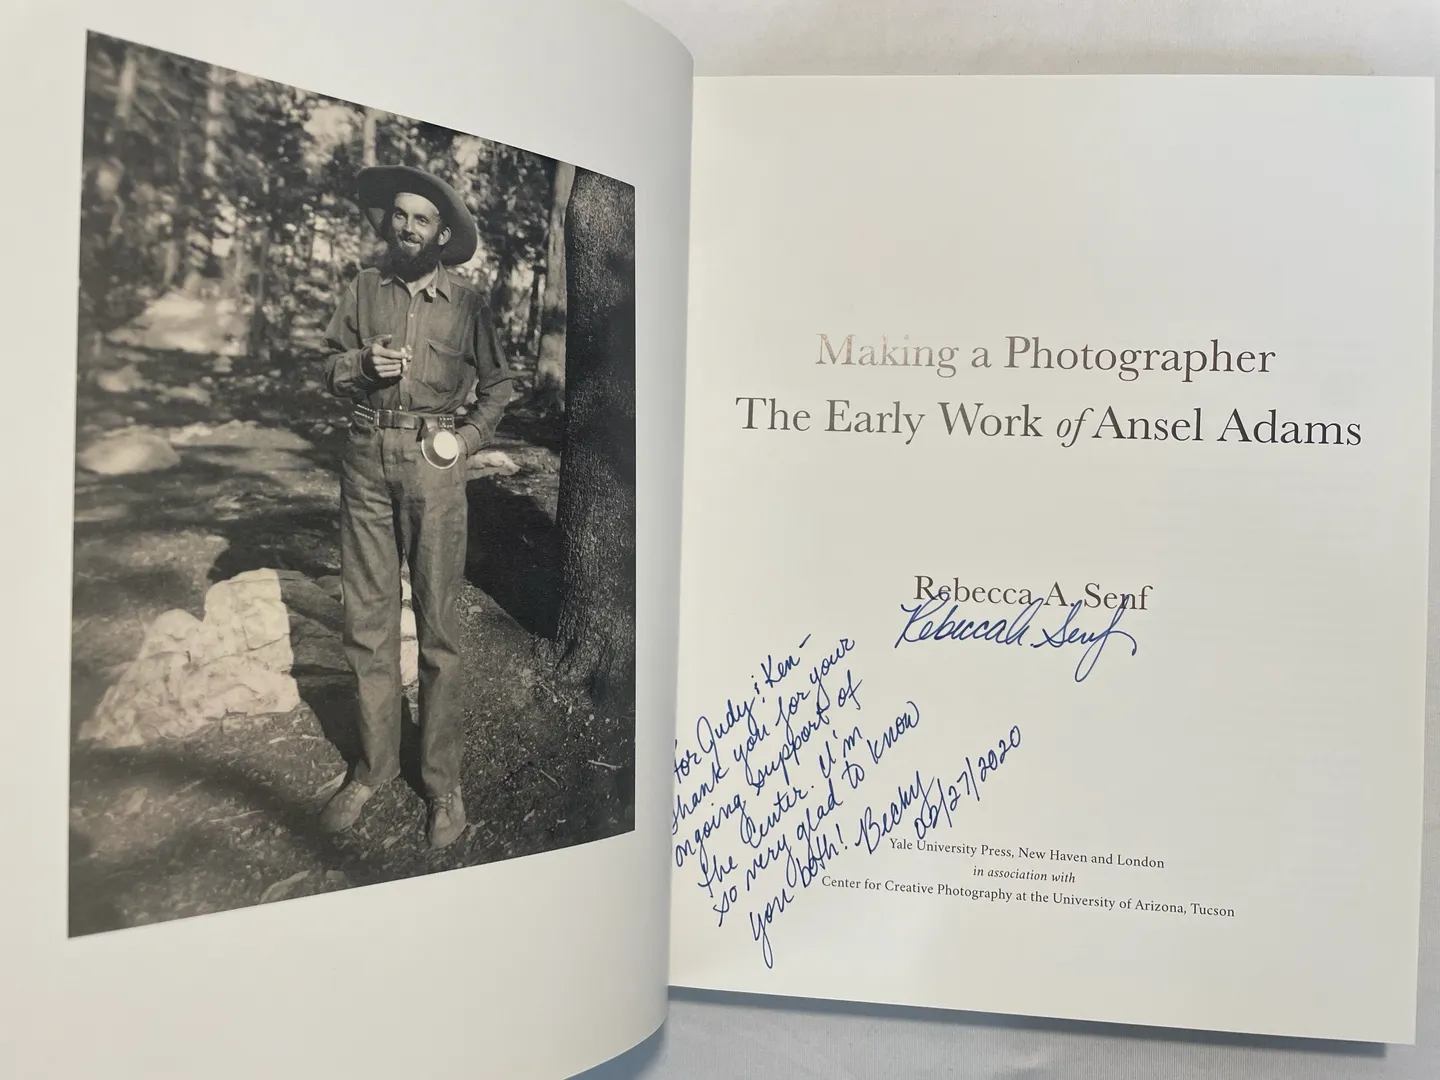 Making a Photographer
The Early Work of Ansel Adams
Rebecca A. Senf
Rebecca A. Senf
For Judy & Ken-
thank you for your
ongoing support of
the Center. I'm
so very glad to know
you both! Becky
02/27/2020
Yale University Press, New Haven and London
in association with
Center for Creative Photography at the University of Arizona, Tucson